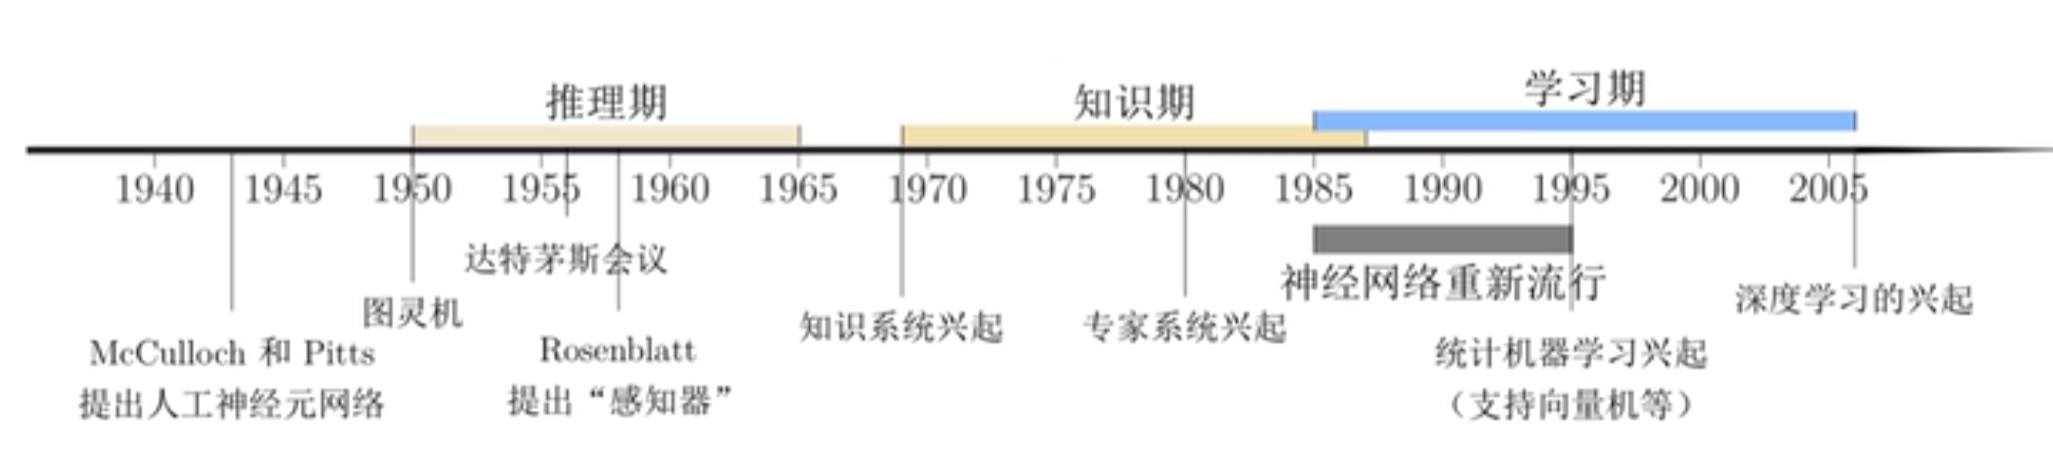 推理期
知识期
学习期
1940 1945 1950 1955 1960 1965 1970 1975 1980 1985 1990 1995 2000 2005
达特茅斯会议
神经网络重新流行
图灵机
知识系统兴起
专家系统兴起
深度学习的兴起
McCulloch 和 Pitts
提出人工神经元网络
Rosenblatt
提出“感知器”
统计机器学习兴起
（支持向量机等）